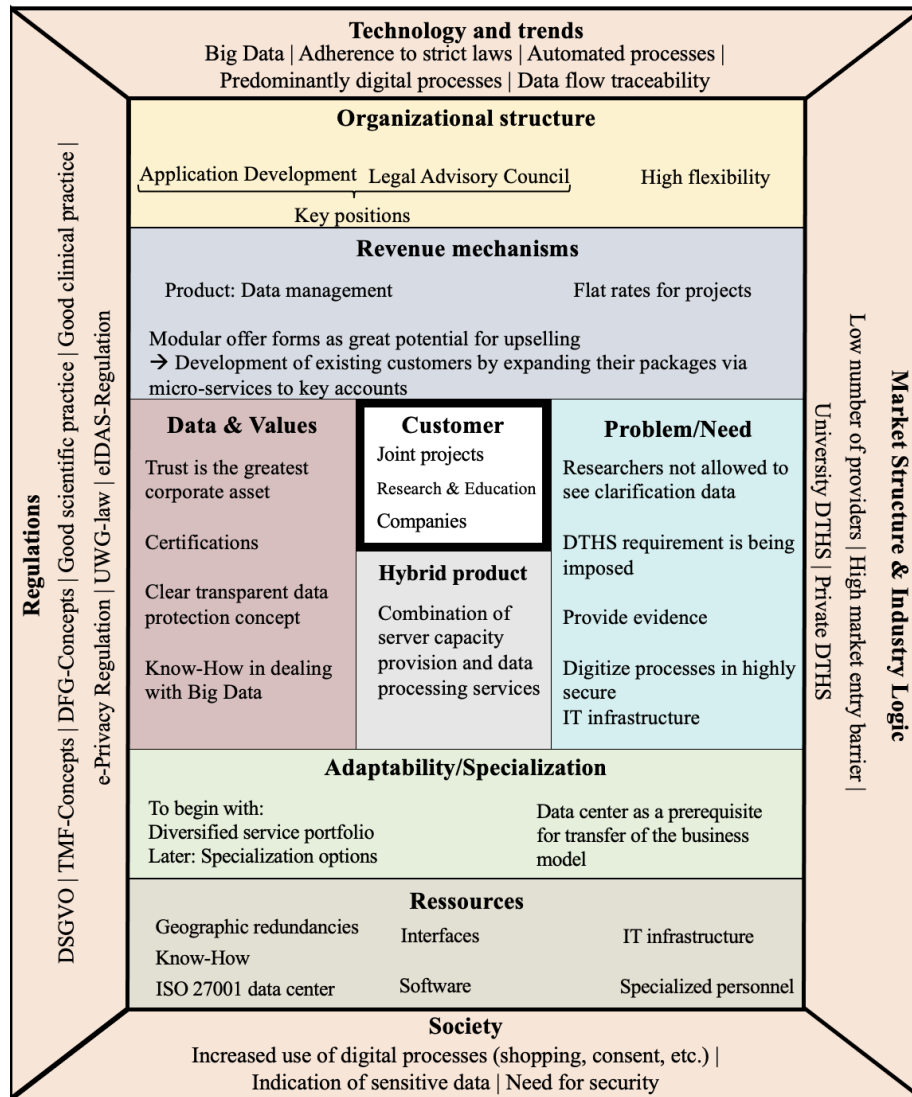 Technology and trends
Big Data | Adherence to strict laws | Automated processes |
Predominantly digital processes | Data flow traceability
Regulations
DSGVO | TMF-Concepts | DFG-Concepts | Good scientific practice | Good clinical practice |
e-Privacy Regulation | UWG-law | eIDAS-Regulation
Organizational structure
Application Development
Legal Advisory Council
High flexibility
Key positions
Revenue mechanisms
Product: Data management
Flat rates for projects
Modular offer forms as great potential for upselling
→ Development of existing customers by expanding their packages via
micro-services to key accounts
Data & Values
Trust is the greatest
corporate asset
Certifications
Clear transparent data
protection concept
Know-How in dealing
with Big Data
Customer
Joint projects
Research & Education
Companies
Hybrid product
Combination of
server capacity
provision and data
processing services
Problem/Need
Researchers not allowed to
see clarification data
DTHS requirement is being
imposed
Provide evidence
Digitize processes in highly
secure
IT infrastructure
Adaptability/Specialization
To begin with:
Diversified service portfolio
Later: Specialization options
Data center as a prerequisite
for transfer of the business
model
Ressources
Geographic redundancies
Know-How
ISO 27001 data center
Interfaces
Software
IT infrastructure
Specialized personnel
Market Structure & Industry Logic
Low number of providers | High market entry barrier |
University DTHS | Private DTHS
Society
Increased use of digital processes (shopping, consent, etc.) |
Indication of sensitive data | Need for security